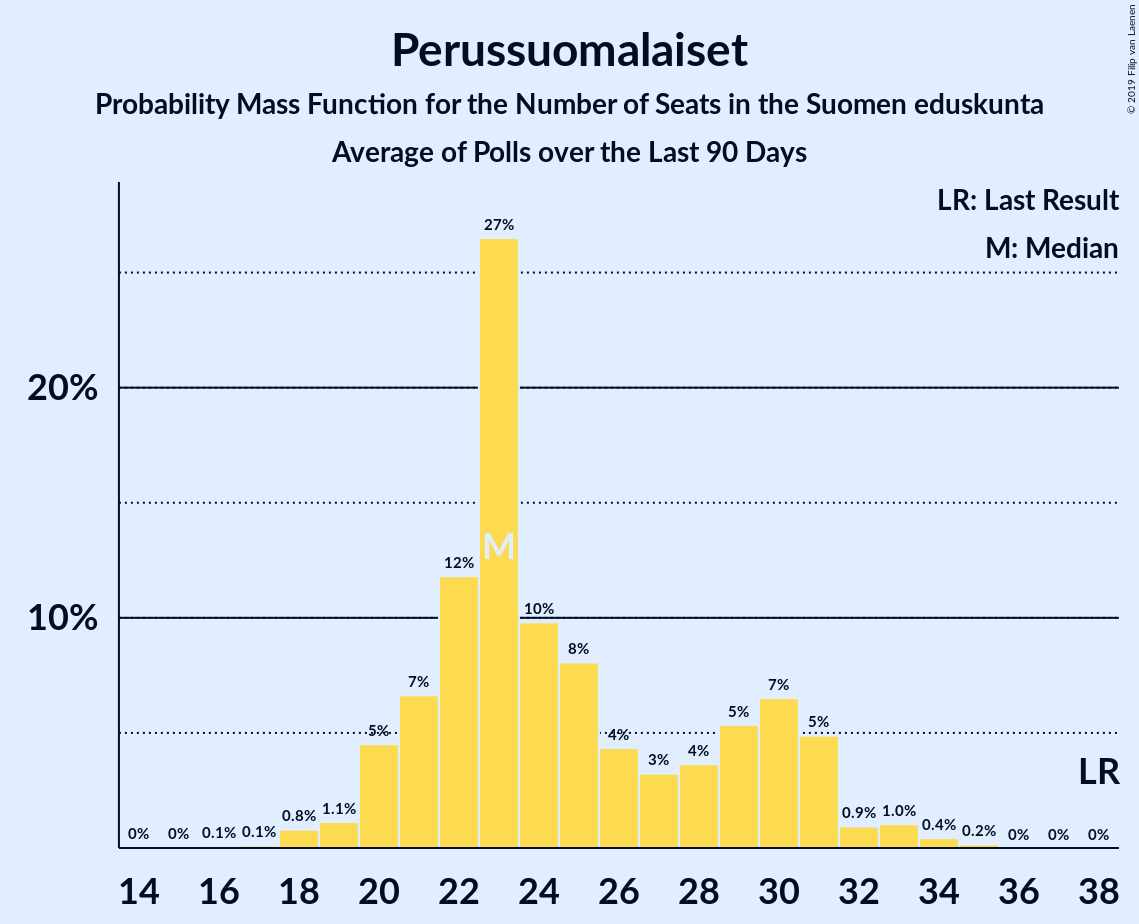 Perussuomalaiset
Probability Mass Function for the Number of Seats in the Suomen eduskunta
Average of Polls over the Last 90 Days
© 2019 Filip van Laenen
LR: Last Result
M: Median
20%
10%
0% 0% 0.1% 0.1% 0.8% 1.1% 5% 7% 12% 27% 10% 8% 4% 3% 4% 5% 7% 5% 0.9% 1.0% 0.4% 0.2% 0% 0% 0%
M
LR
14 16 18 20 22 24 26 28 30 32 34 36 38